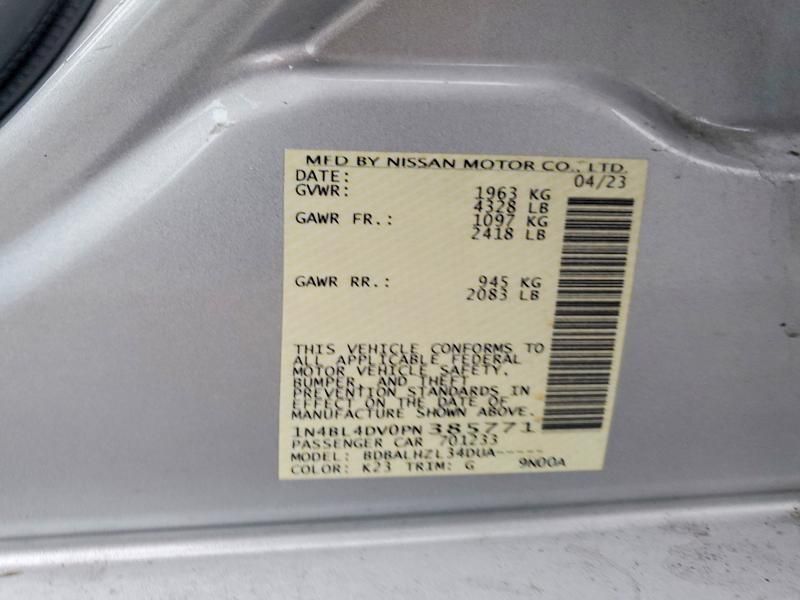 MFD BY NISSAN MOTOR CO., LTD.
DATE: 04/23
GVWR: 1963 KG
4328 LB
GAWR FR.: 1097 KG
2418 LB
GAWR RR.: 945 KG
2083 LB
THIS VEHICLE CONFORMS TO
ALL APPLICABLE FEDERAL
MOTOR VEHICLE SAFETY,
BUMPER, AND THEFT
PREVENTION STANDARDS IN
EFFECT ON THE DATE OF
MANUFACTURE SHOWN ABOVE.
1N4BL4DV0PN 385771
PASSENGER CAR 701233
MODEL: BDBALHZL34DUA-----
COLOR: K23 TRIM: G 9N00A